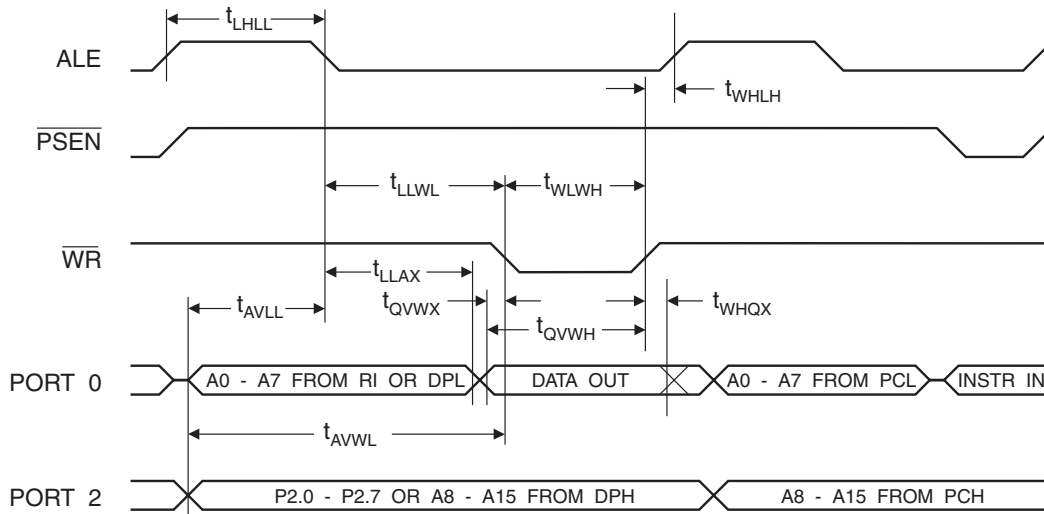 tLHLL
ALE
tWHLH
PSEN
tLLWL
tWLWH
WR
tLLAX
tQVWX
tWHQX
tAVLL
tQVWH
PORT 0
A0 - A7 FROM RI OR DPL
DATA OUT
A0 - A7 FROM PCL
INSTR IN
tAVWL
PORT 2
P2.0 - P2.7 OR A8 - A15 FROM DPH
A8 - A15 FROM PCH